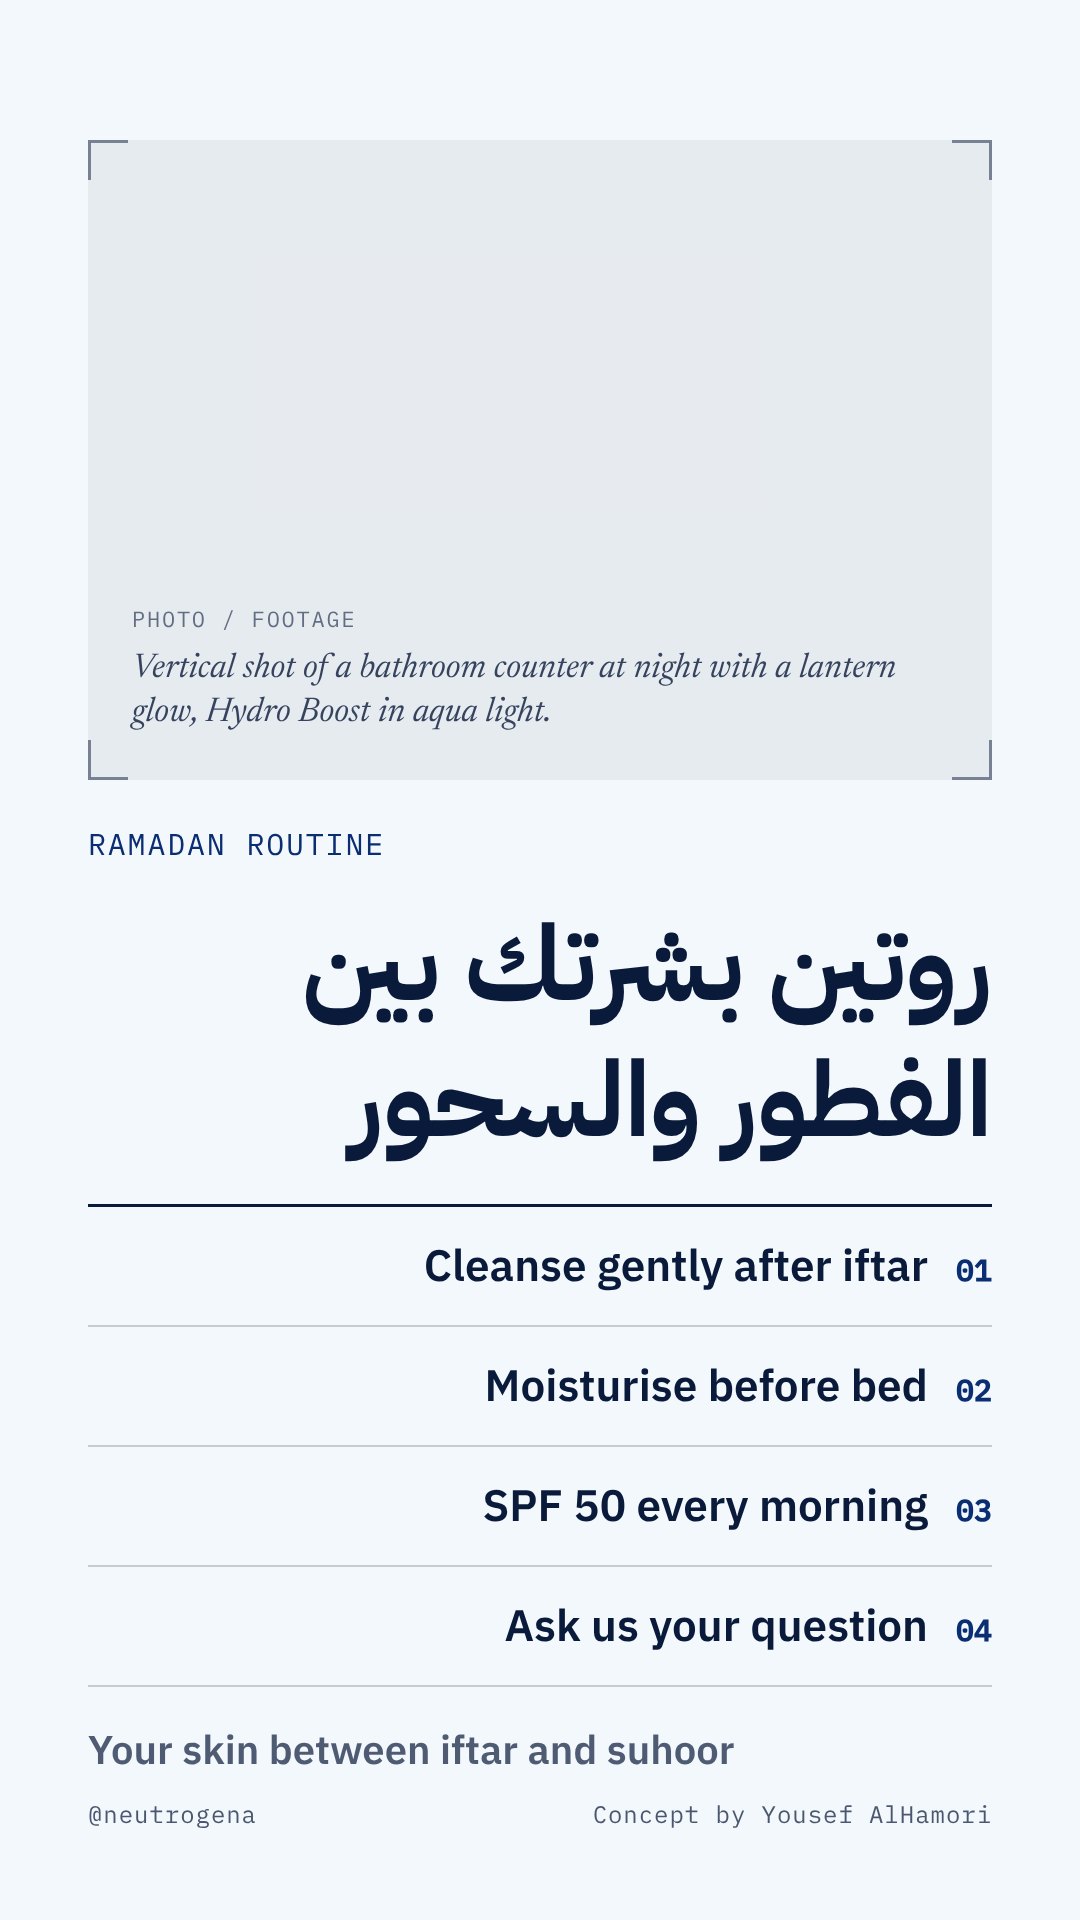 PHOTO / FOOTAGE
Vertical shot of a bathroom counter at night with a lantern
glow, Hydro Boost in aqua light.
RAMADAN ROUTINE
روتين بشرتك بين
الفطور والسحور
Cleanse gently after iftar 01
Moisturise before bed 02
SPF 50 every morning 03
Ask us your question 04
Your skin between iftar and suhoor
@neutrogena Concept by Yousef AlHamori